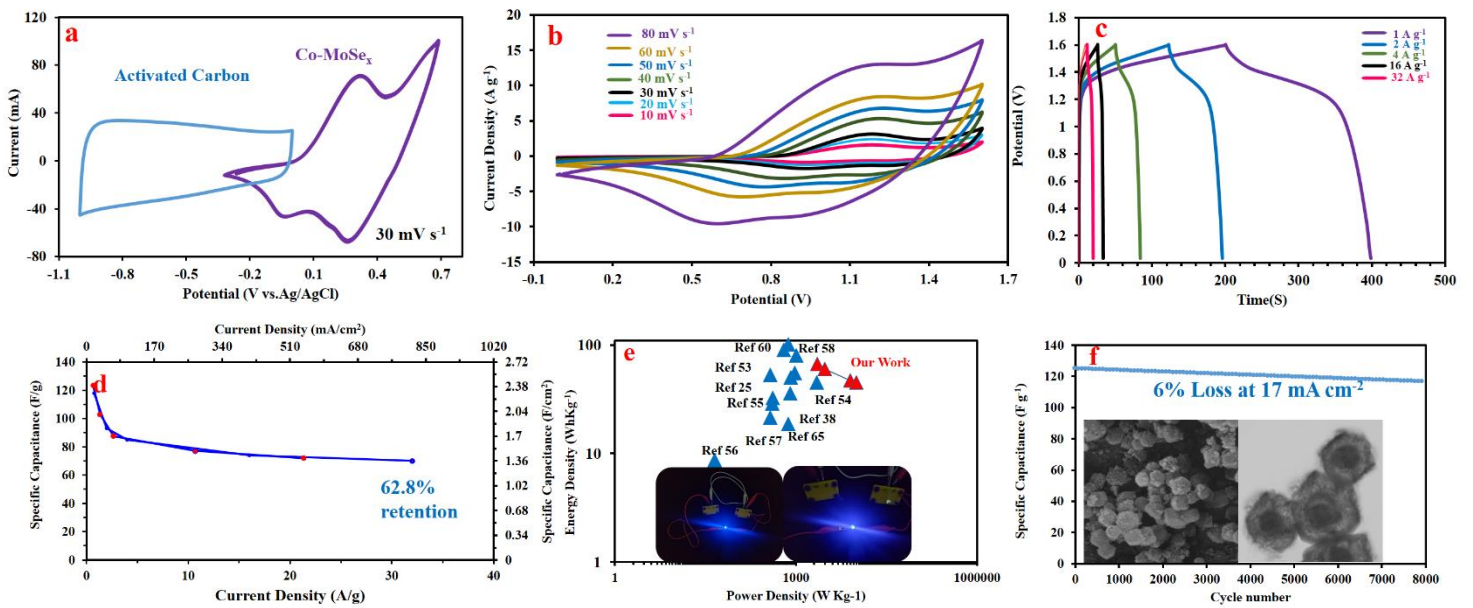 a
Co-MoSeₓ
Activated Carbon
30 mV s⁻¹
Current (mA)
120
80
40
0
-40
-80
-1.1 -0.8 -0.5 -0.2 0.1 0.4 0.7
Potential (V vs.Ag/AgCl)
b
80 mV s⁻¹
60 mV s⁻¹
50 mV s⁻¹
40 mV s⁻¹
30 mV s⁻¹
20 mV s⁻¹
10 mV s⁻¹
Current Density (A g⁻¹)
20
15
10
5
0
-5
-10
-15
-0.1 0.2 0.5 0.8 1.1 1.4 1.7
Potential (V)
c
1 A g⁻¹
2 A g⁻¹
4 A g⁻¹
16 A g⁻¹
32 A g⁻¹
Potential (V)
1.8
1.6
1.4
1.2
1
0.8
0.6
0.4
0.2
0
0 100 200 300 400 500
Time(S)
Current Density (mA/cm²)
0 170 340 510 680 850 1020
d
Specific Capacitance (F/g)
140
120
100
80
60
40
20
0
2.72
2.38
2.04
1.7
1.36
1.02
0.68
0.34
0
Specific Capacitance (F/cm²)
62.8%
retention
0 10 20 30 40
Current Density (A/g)
e
Energy Density (WhKg⁻¹)
100
10
1
Ref 60
Ref 58
Our Work
Ref 53
Ref 25
Ref 54
Ref 55
Ref 38
Ref 57
Ref 65
Ref 56
1 1000 1000000
Power Density (W Kg-1)
f
6% Loss at 17 mA cm⁻²
Specific Capacitance (F g⁻¹)
140
120
100
80
60
40
20
0
0 1000 2000 3000 4000 5000 6000 7000 8000
Cycle number